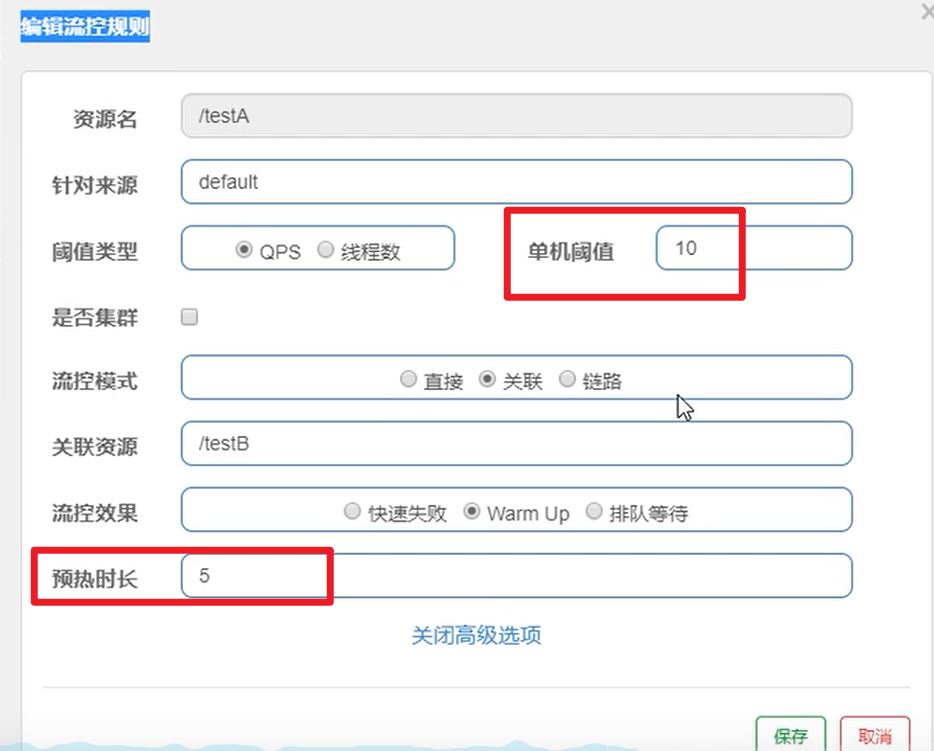 编辑流控规则
资源名 /testA
针对来源 default
阈值类型 QPS 线程数 单机阈值 10
是否集群
流控模式 直接 关联 链路
关联资源 /testB
流控效果 快速失败 Warm Up 排队等待
预热时长 5
关闭高级选项
保存 取消